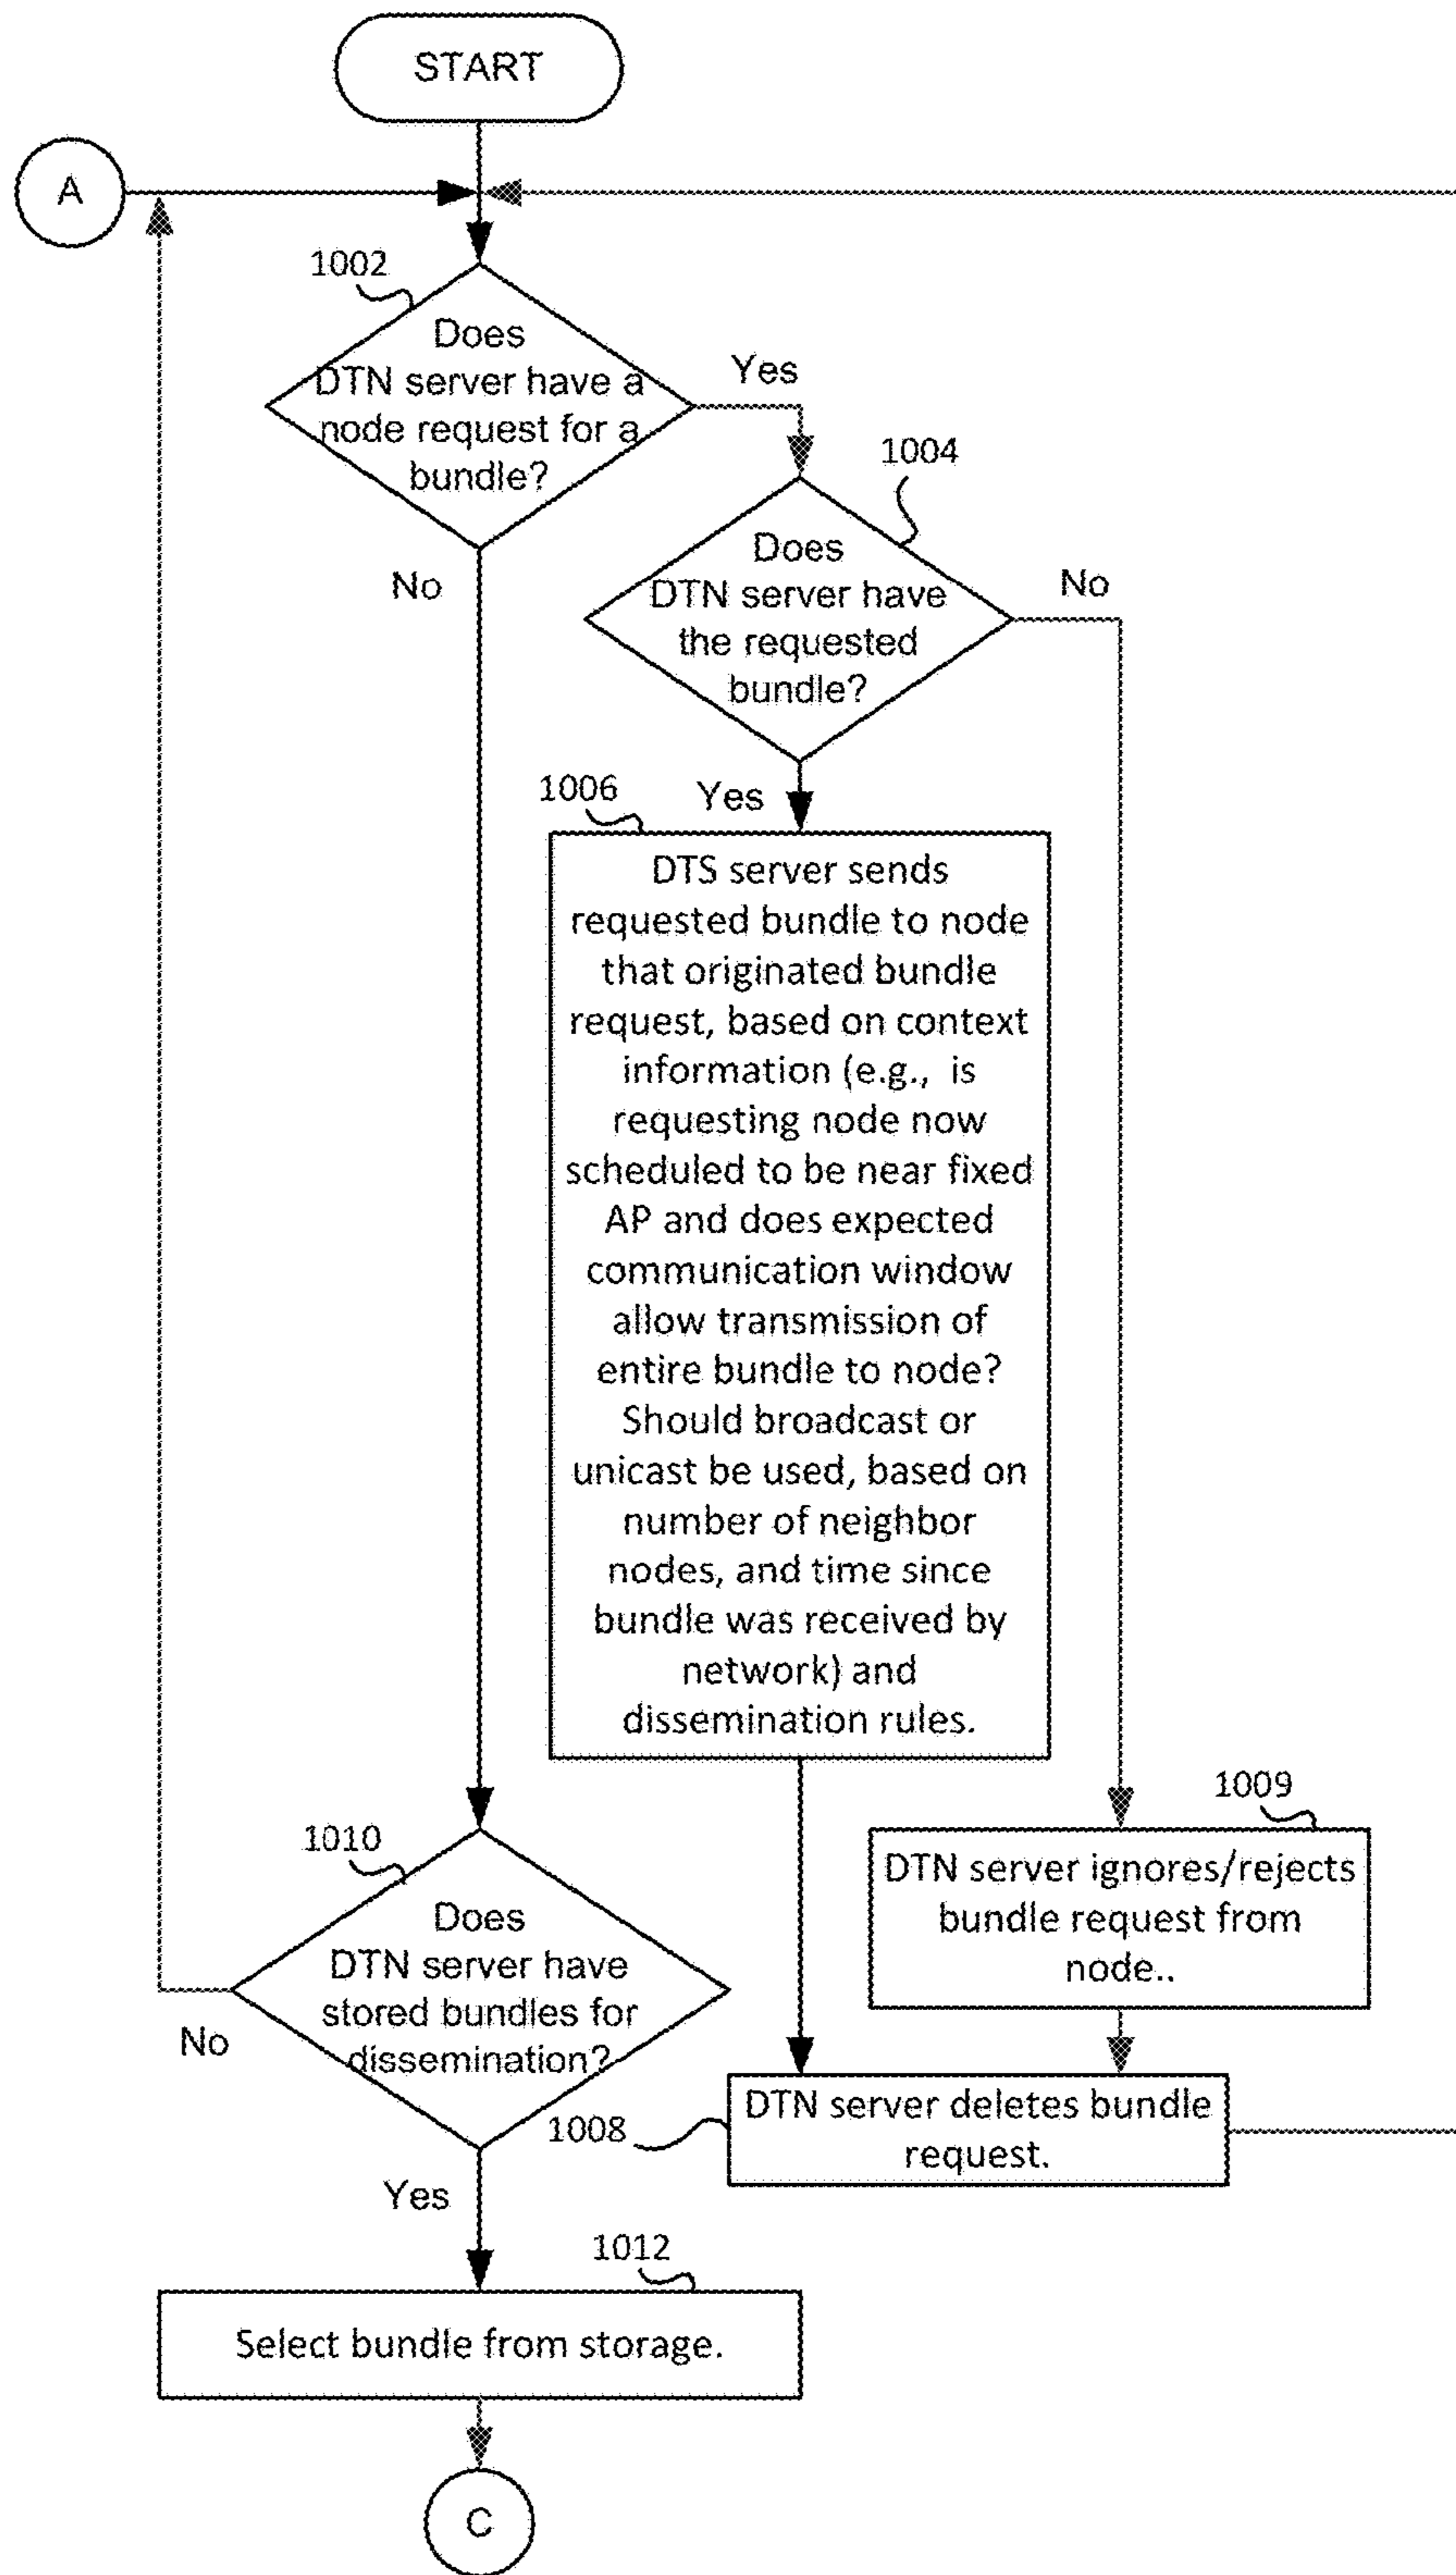 START
A
1002
Does
DTN server have a
node request for a
bundle?
Yes
No
1004
Does
DTN server have
the requested
bundle?
No
Yes
1006
DTS server sends
requested bundle to node
that originated bundle
request, based on context
information (e.g., is
requesting node now
scheduled to be near fixed
AP and does expected
communication window
allow transmission of
entire bundle to node?
Should broadcast or
unicast be used, based on
number of neighbor
nodes, and time since
bundle was received by
network) and
dissemination rules.
1009
DTN server ignores/rejects
bundle request from
node..
1010
Does
DTN server have
stored bundles for
dissemination?
No
Yes
1008
DTN server deletes bundle
request.
1012
Select bundle from storage.
C